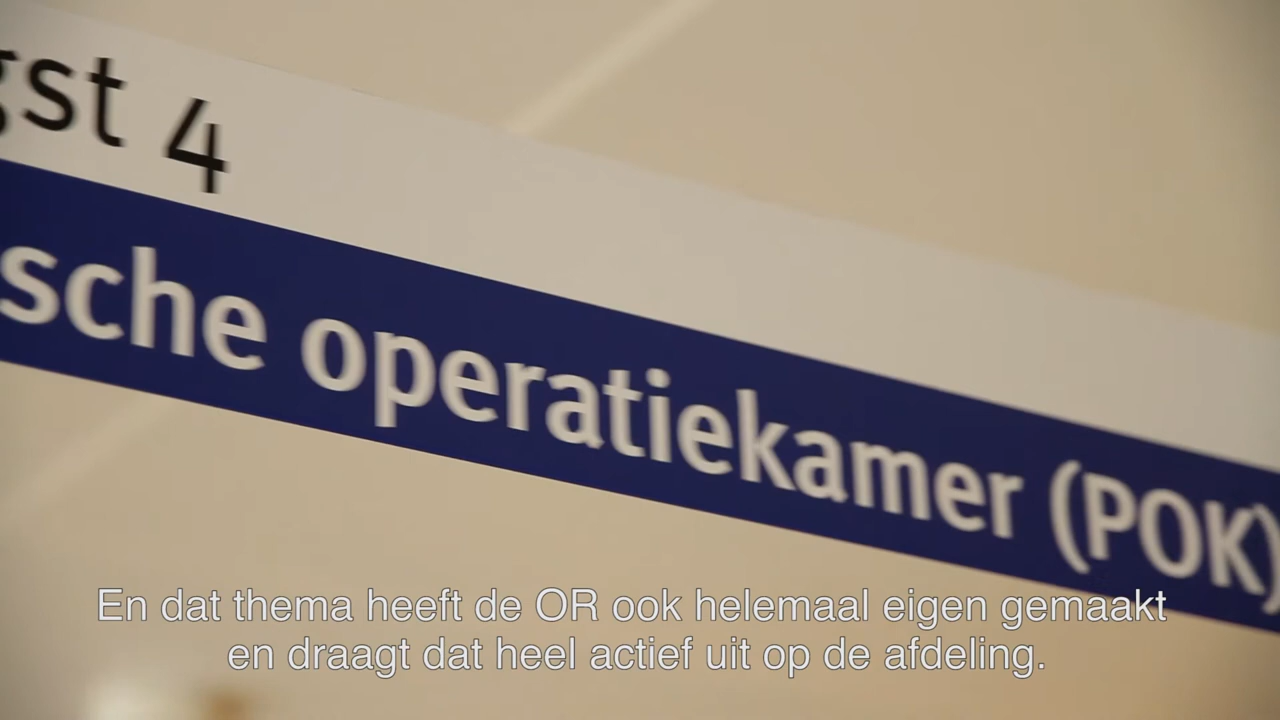 gst 4
sche operatiekamer (POK)
En dat thema heeft de OR ook helemaal eigen gemaakt
en draagt dat heel actief uit op de afdeling.